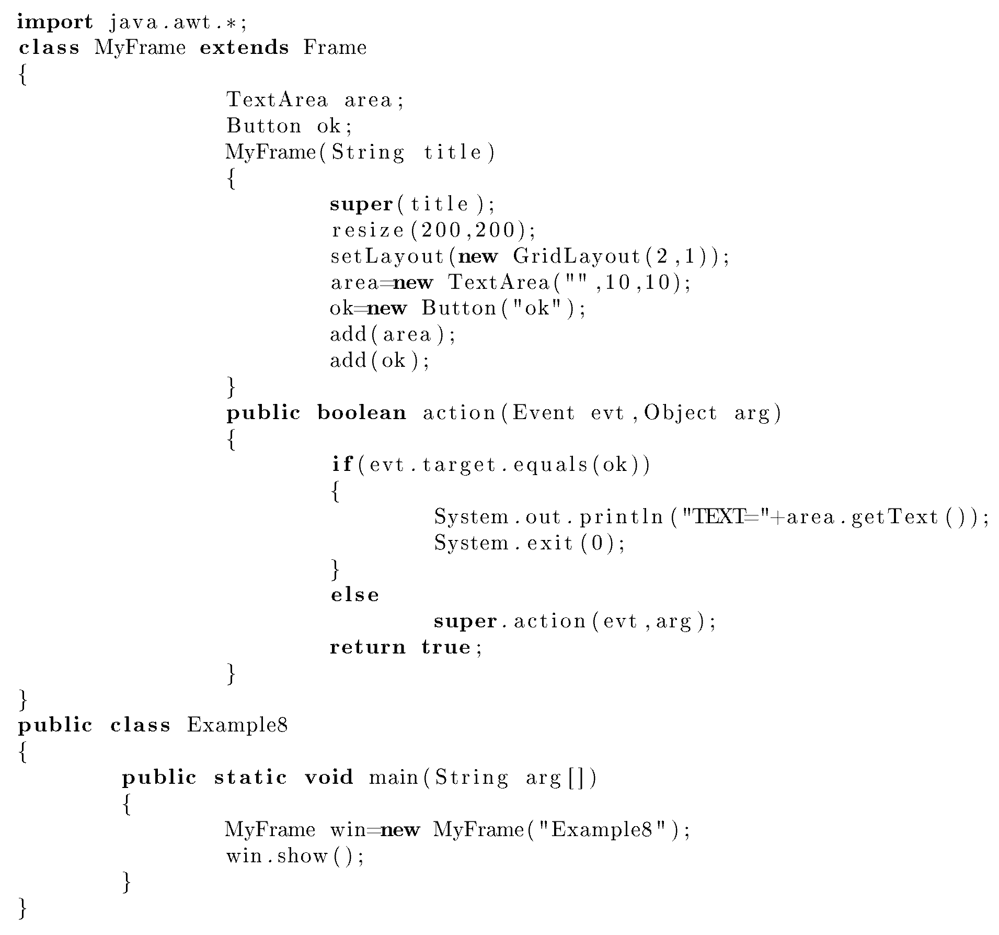 import java.awt.*;
class MyFrame extends Frame
{
TextArea area;
Button ok;
MyFrame(String title)
{
super(title);
resize(200,200);
setLayout(new GridLayout(2,1));
area=new TextArea("",10,10);
ok=new Button("ok");
add(area);
add(ok);
}
public boolean action(Event evt,Object arg)
{
if(evt.target.equals(ok))
{
System.out.println("TEXT="+area.getText());
System.exit(0);
}
else
super.action(evt,arg);
return true;
}
}
public class Example8
{
public static void main(String arg[])
{
MyFrame win=new MyFrame("Example8");
win.show();
}
}